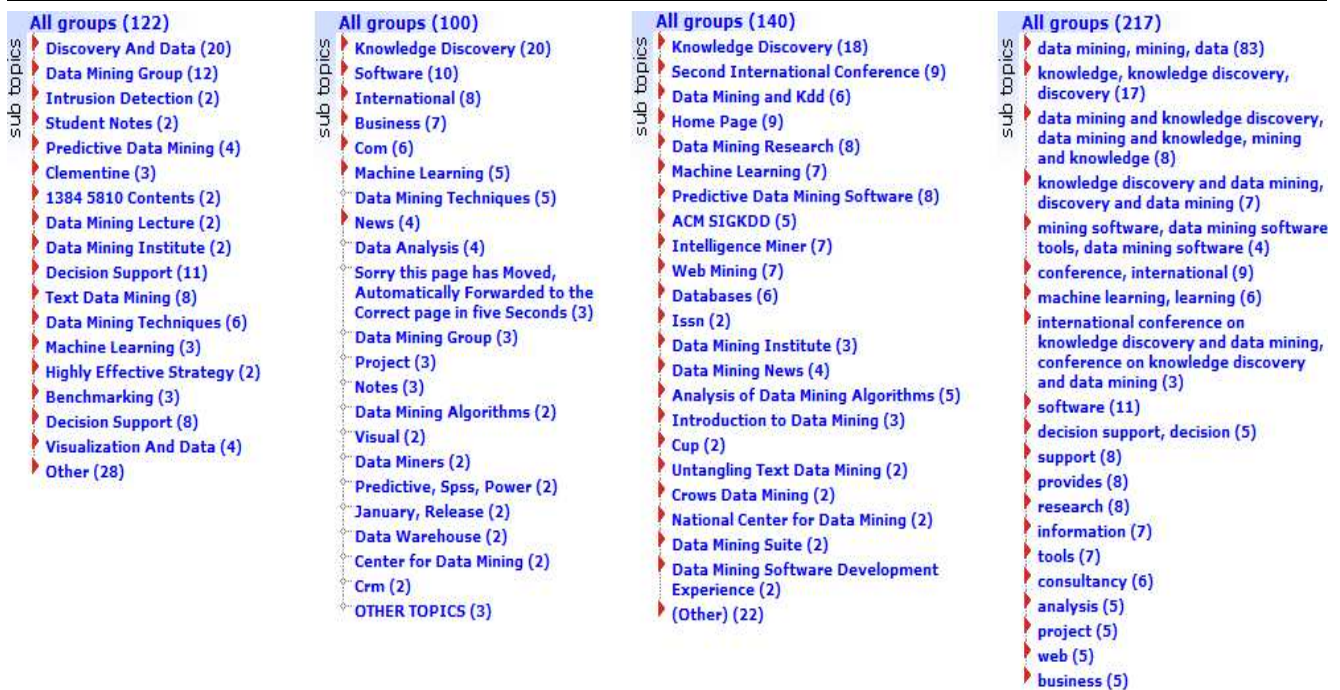 All groups (122)
sub topics
Discovery And Data (20)
Data Mining Group (12)
Intrusion Detection (2)
Student Notes (2)
Predictive Data Mining (4)
Clementine (3)
1384 5810 Contents (2)
Data Mining Lecture (2)
Data Mining Institute (2)
Decision Support (11)
Text Data Mining (8)
Data Mining Techniques (6)
Machine Learning (3)
Highly Effective Strategy (2)
Benchmarking (3)
Decision Support (8)
Visualization And Data (4)
Other (28)
All groups (100)
sub topics
Knowledge Discovery (20)
Software (10)
International (8)
Business (7)
Com (6)
Machine Learning (5)
Data Mining Techniques (5)
News (4)
Data Analysis (4)
Sorry this page has Moved,
Automatically Forwarded to the
Correct page in five Seconds (3)
Data Mining Group (3)
Project (3)
Notes (3)
Data Mining Algorithms (2)
Visual (2)
Data Miners (2)
Predictive, Spss, Power (2)
January, Release (2)
Data Warehouse (2)
Center for Data Mining (2)
Crm (2)
OTHER TOPICS (3)
All groups (140)
sub topics
Knowledge Discovery (18)
Second International Conference (9)
Data Mining and Kdd (6)
Home Page (9)
Data Mining Research (8)
Machine Learning (7)
Predictive Data Mining Software (8)
ACM SIGKDD (5)
Intelligence Miner (7)
Web Mining (7)
Databases (6)
Issn (2)
Data Mining Institute (3)
Data Mining News (4)
Analysis of Data Mining Algorithms (5)
Introduction to Data Mining (3)
Cup (2)
Untangling Text Data Mining (2)
Crows Data Mining (2)
National Center for Data Mining (2)
Data Mining Suite (2)
Data Mining Software Development
Experience (2)
(Other) (22)
All groups (217)
sub topics
data mining, mining, data (83)
knowledge, knowledge discovery,
discovery (17)
data mining and knowledge discovery,
data mining and knowledge, mining
and knowledge (8)
knowledge discovery and data mining,
discovery and data mining (7)
mining software, data mining software
tools, data mining software (4)
conference, international (9)
machine learning, learning (6)
international conference on
knowledge discovery and data mining,
conference on knowledge discovery
and data mining (3)
software (11)
decision support, decision (5)
support (8)
provides (8)
research (8)
information (7)
tools (7)
consultancy (6)
analysis (5)
project (5)
web (5)
business (5)